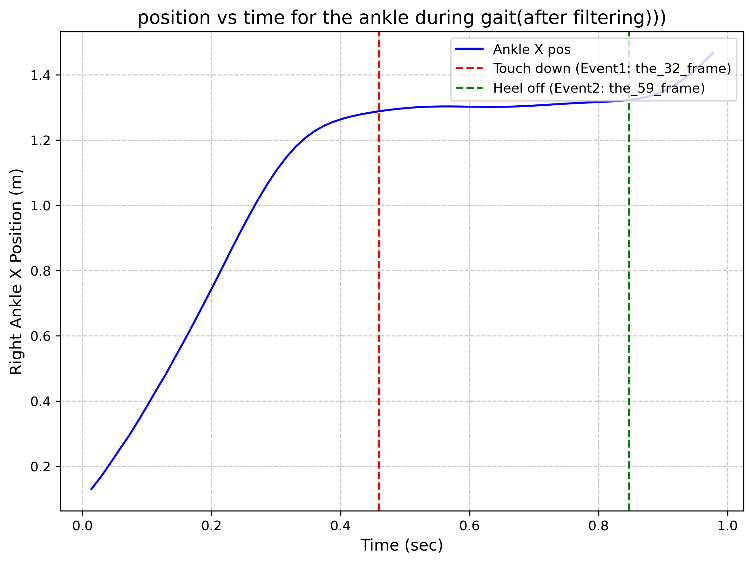 position vs time for the ankle during gait(after filtering)))
Ankle X pos
Touch down (Event1: the_32_frame)
Heel off (Event2: the_59_frame)
Right Ankle X Position (m)
1.4
1.2
1.0
0.8
0.6
0.4
0.2
0.0 0.2 0.4 0.6 0.8 1.0
Time (sec)